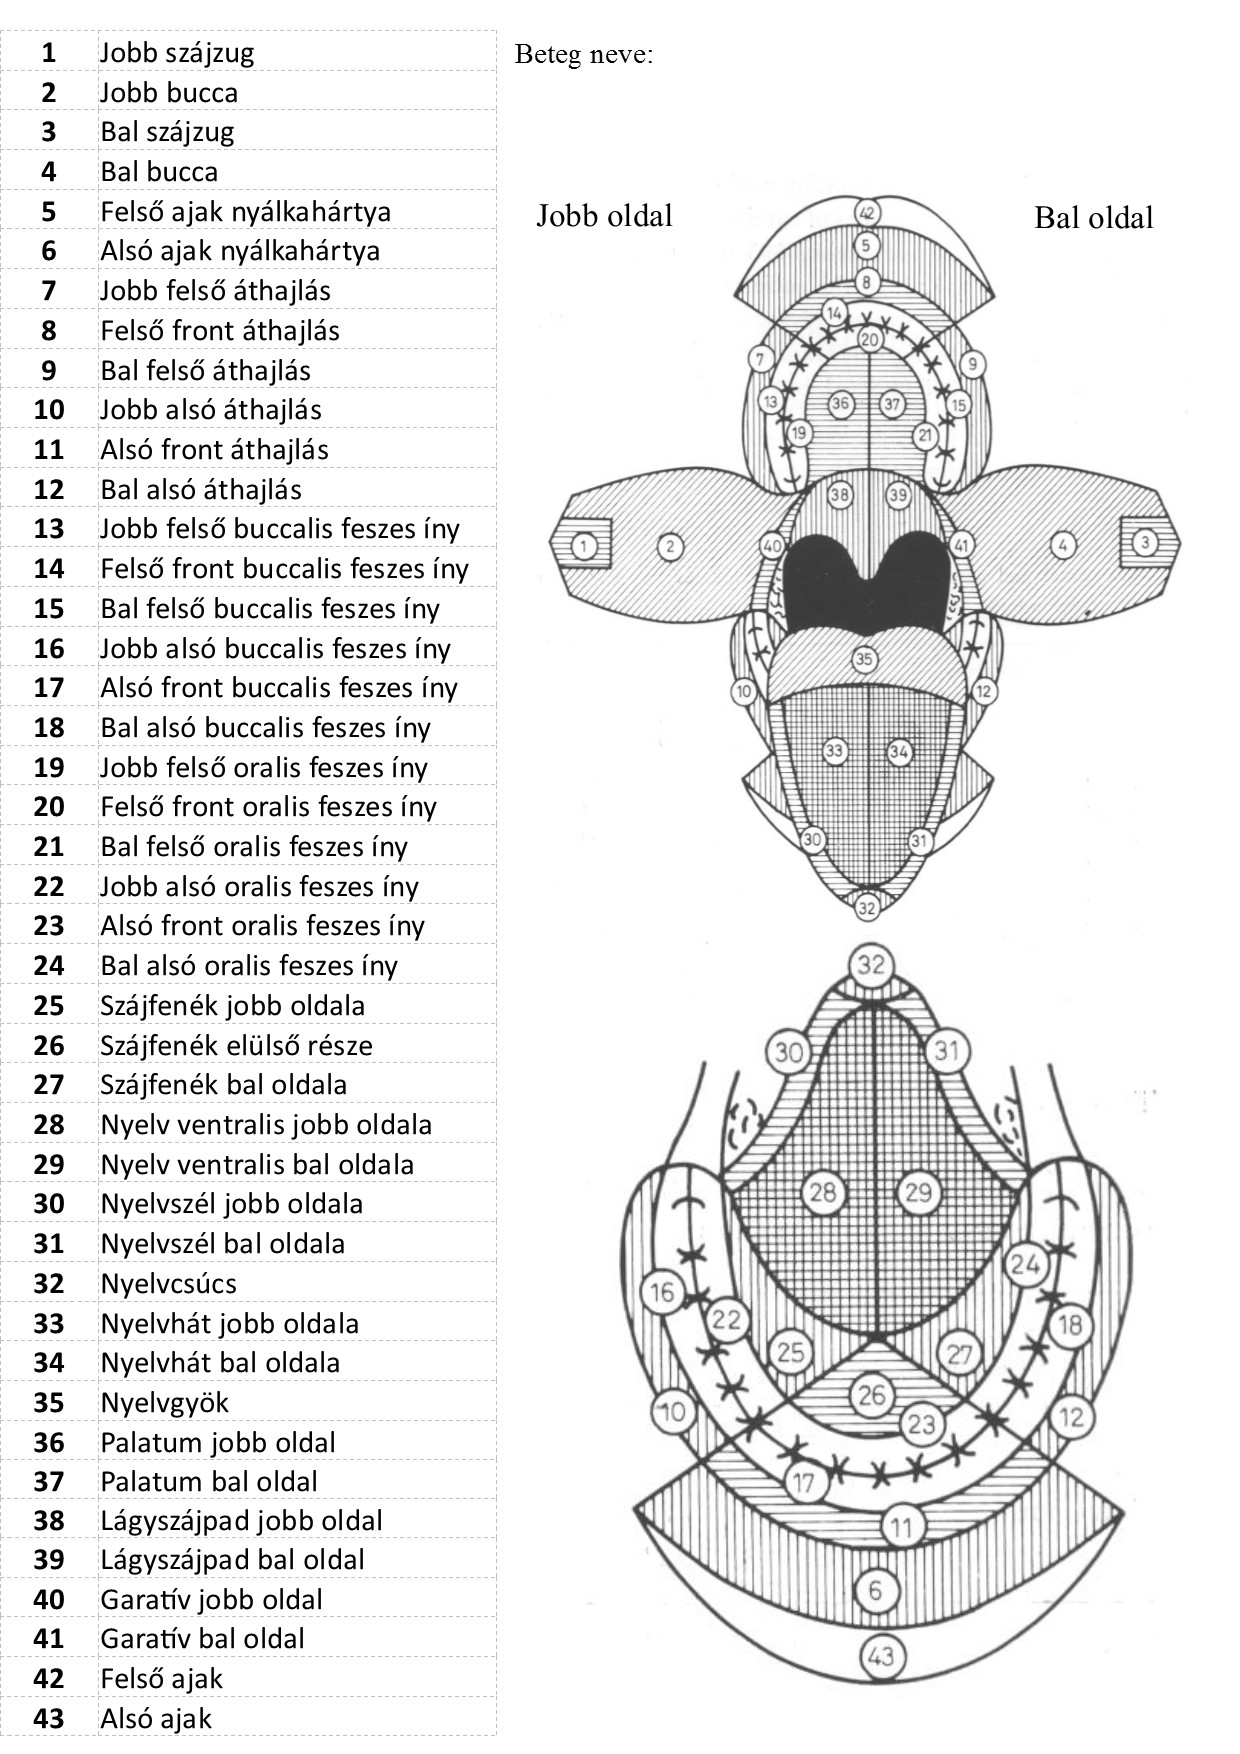 1 Jobb szájzug
2 Jobb bucca
3 Bal szájzug
4 Bal bucca
5 Felső ajak nyálkahártya
6 Alsó ajak nyálkahártya
7 Jobb felső áthajlás
8 Felső front áthajlás
9 Bal felső áthajlás
10 Jobb alsó áthajlás
11 Alsó front áthajlás
12 Bal alsó áthajlás
13 Jobb felső buccalis feszes íny
14 Felső front buccalis feszes íny
15 Bal felső buccalis feszes íny
16 Jobb alsó buccalis feszes íny
17 Alsó front buccalis feszes íny
18 Bal alsó buccalis feszes íny
19 Jobb felső oralis feszes íny
20 Felső front oralis feszes íny
21 Bal felső oralis feszes íny
22 Jobb alsó oralis feszes íny
23 Alsó front oralis feszes íny
24 Bal alsó oralis feszes íny
25 Szájfenék jobb oldala
26 Szájfenék elülső része
27 Szájfenék bal oldala
28 Nyelv ventralis jobb oldala
29 Nyelv ventralis bal oldala
30 Nyelvszél jobb oldala
31 Nyelvszél bal oldala
32 Nyelvcsúcs
33 Nyelvhát jobb oldala
34 Nyelvhát bal oldala
35 Nyelvgyök
36 Palatum jobb oldal
37 Palatum bal oldal
38 Lágyszájpad jobb oldal
39 Lágyszájpad bal oldal
40 Garatív jobb oldal
41 Garatív bal oldal
42 Felső ajak
43 Alsó ajak
Beteg neve:
Jobb oldal
Bal oldal
42
5
8
14
20
7
9
13
36
37
15
19
21
38
39
1
2
40
41
4
3
35
10
12
33
34
30
31
32
32
30
31
28
29
24
16
22
18
25
27
26
10
12
23
17
11
6
43